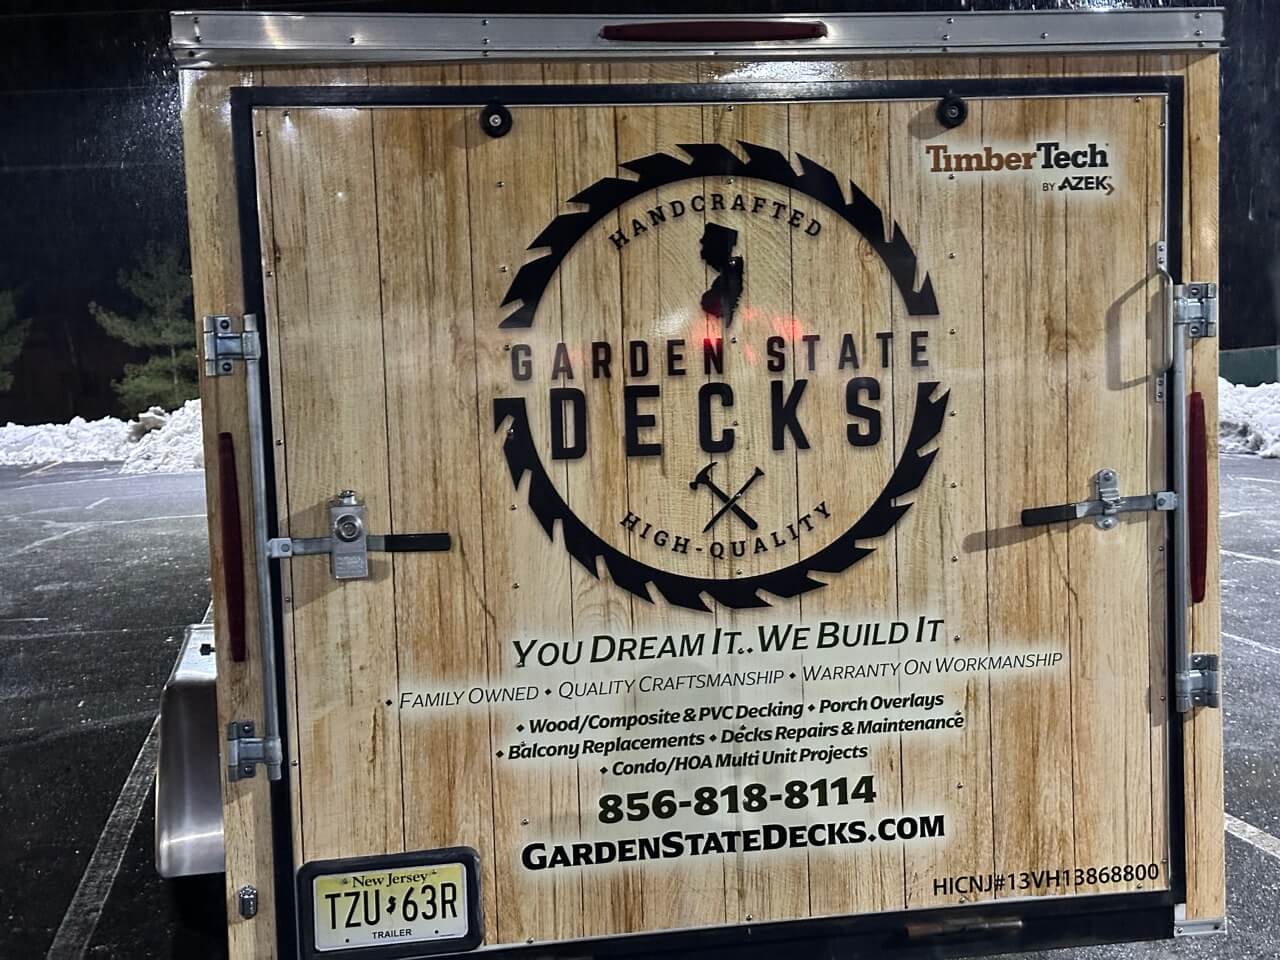 TimberTech
BY AZEK
HANDCRAFTED
GARDEN STATE
DECKS
HIGH-QUALITY
YOU DREAM IT..WE BUILD IT
• FAMILY OWNED • QUALITY CRAFTSMANSHIP • WARRANTY ON WORKMANSHIP
• Wood/Composite & PVC Decking • Porch Overlays
• Balcony Replacements • Decks Repairs & Maintenance
• Condo/HOA Multi Unit Projects
856-818-8114
GARDENSTATEDECKS.COM
HICNJ#13VH13868800
New Jersey
TZU 63R
TRAILER